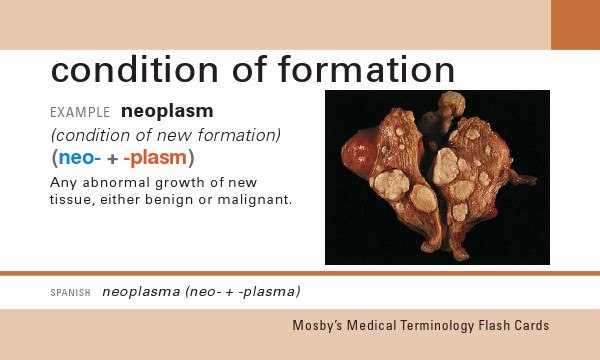 condition of formation
EXAMPLE neoplasm
(condition of new formation)
(neo- + -plasm)
Any abnormal growth of new
tissue, either benign or malignant.
SPANISH neoplasma (neo- + -plasma)
Mosby's Medical Terminology Flash Cards